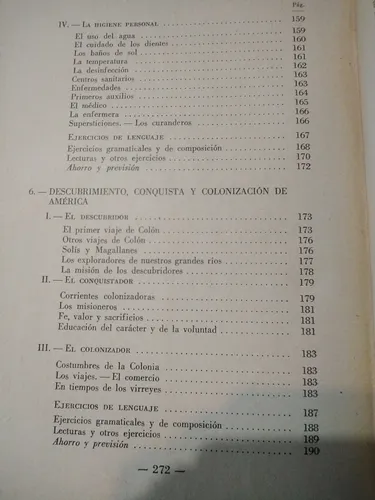 Pág.
IV. — La higiene personal ........ 159
El uso del agua ........ 159
El cuidado de los dientes ........ 160
Los baños de sol ........ 161
La temperatura ........ 161
La desinfección ........ 162
Centros sanitarios ........ 163
Enfermedades ........ 163
Primeros auxilios ........ 164
El médico ........ 165
La enfermera ........ 166
Supersticiones. — Los curanderos ........ 166
Ejercicios de lenguaje ........ 167
Ejercicios gramaticales y de composición ........ 168
Lecturas y otros ejercicios ........ 170
Ahorro y previsión ........ 172
6. — DESCUBRIMIENTO, CONQUISTA Y COLONIZACIÓN DE
AMÉRICA
I. — El descubridor ........ 173
El primer viaje de Colón ........ 173
Otros viajes de Colón ........ 176
Solís y Magallanes ........ 176
Los exploradores de nuestros grandes ríos ........ 177
La misión de los descubridores ........ 178
II. — El conquistador ........ 179
Corrientes colonizadoras ........ 179
Los misioneros ........ 181
Fe, valor y sacrificios ........ 181
Educación del carácter y de la voluntad ........ 181
III. — El colonizador ........ 183
Costumbres de la Colonia ........ 183
Los viajes. — El comercio ........ 183
En tiempos de los virreyes ........ 183
Ejercicios de lenguaje ........ 187
Ejercicios gramaticales y de composición ........ 188
Lecturas y otros ejercicios ........ 189
Ahorro y previsión ........ 190
— 272 —